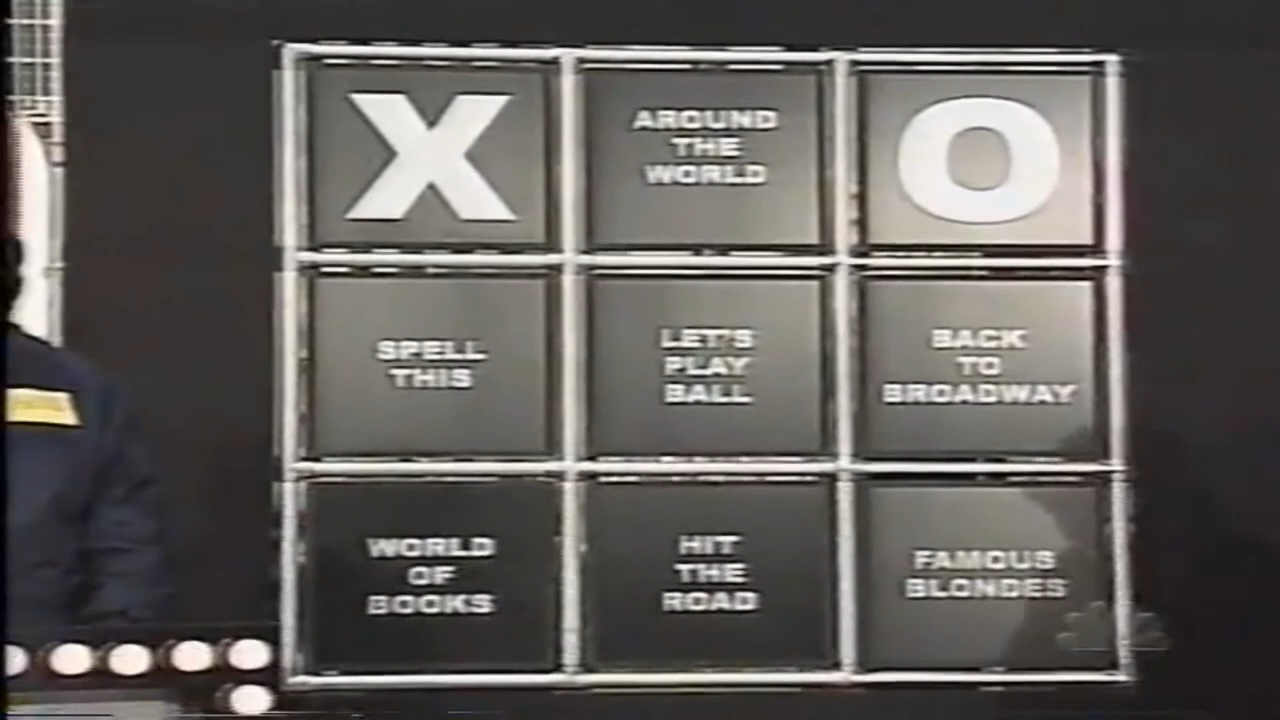 X
AROUND
THE
WORLD
O
SPELL
THIS
LET'S
PLAY
BALL
BACK
TO
BROADWAY
WORLD
OF
BOOKS
HIT
THE
ROAD
FAMOUS
BLONDES